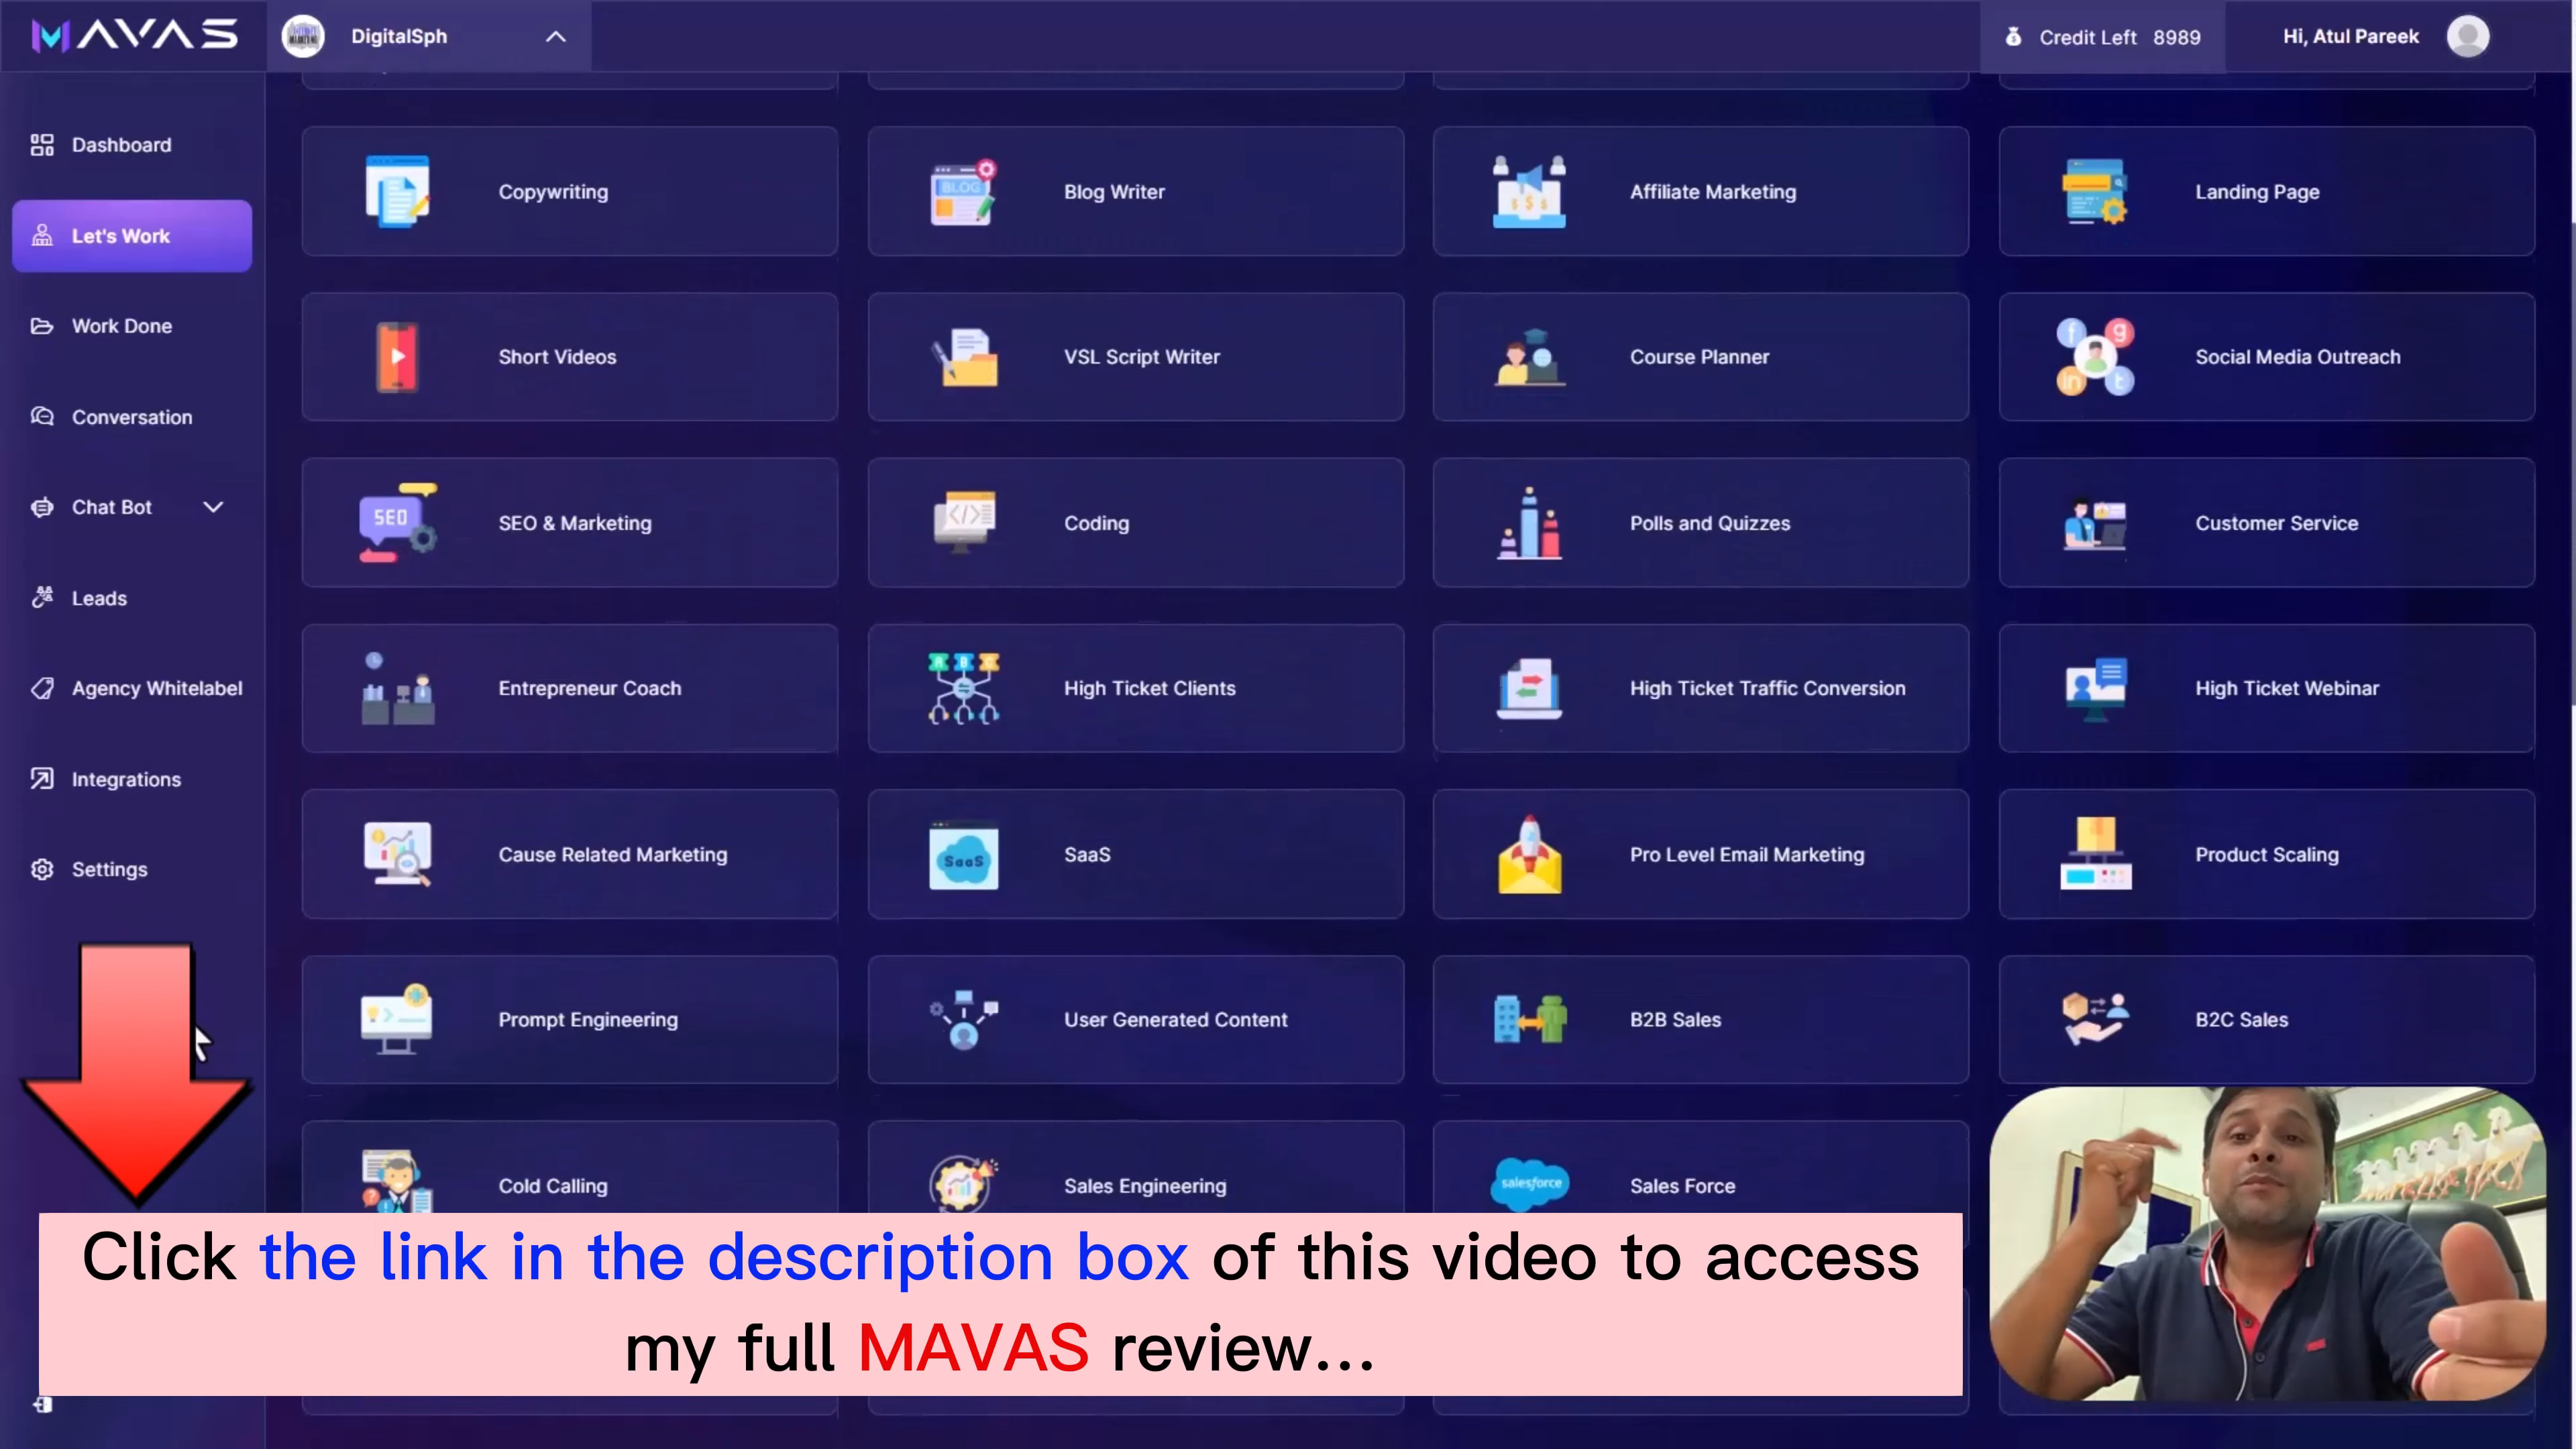 MAVAS
DigitalSph
Credit Left 8989
Hi, Atul Pareek
Dashboard
Let's Work
Work Done
Conversation
Chat Bot
Leads
Agency Whitelabel
Integrations
Settings
Copywriting
BLOG
Blog Writer
$ $ $
Affiliate Marketing
Landing Page
Short Videos
VSL Script Writer
Course Planner
f g
in t
Social Media Outreach
SEO
SEO & Marketing
</>
Coding
Polls and Quizzes
Customer Service
Entrepreneur Coach
A B C
High Ticket Clients
High Ticket Traffic Conversion
High Ticket Webinar
Cause Related Marketing
SaaS
SaaS
Pro Level Email Marketing
Product Scaling
Prompt Engineering
User Generated Content
B2B Sales
B2C Sales
Cold Calling
Sales Engineering
salesforce
Sales Force
Click the link in the description box of this video to access
my full MAVAS review...